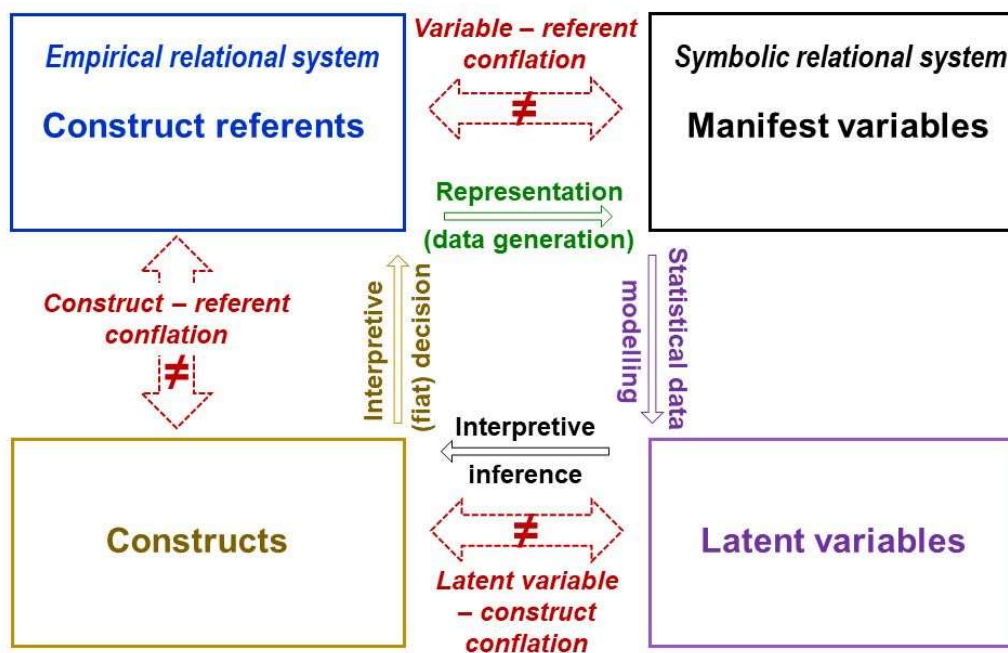 Empirical relational system
Construct referents
Variable – referent
conflation
≠
Symbolic relational system
Manifest variables
Representation
(data generation)
Construct – referent
conflation
≠
Interpretive
(fiat) decision
Statistical data
modelling
Interpretive
inference
Constructs
≠
Latent variable
– construct
conflation
Latent variables